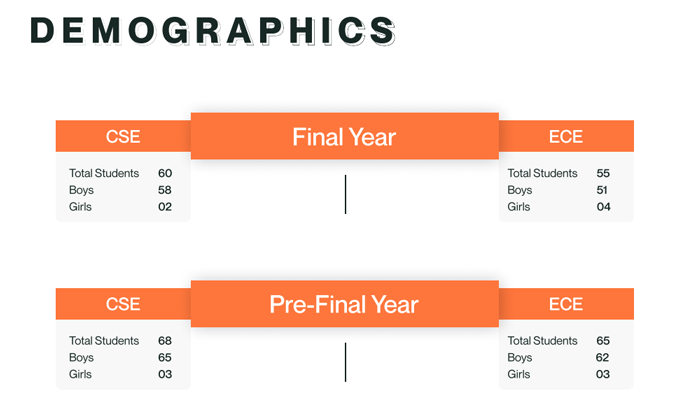 DEMOGRAPHICS
CSE
Final Year
ECE
Total Students 60
Boys 58
Girls 02
Total Students 55
Boys 51
Girls 04
CSE
Pre-Final Year
ECE
Total Students 68
Boys 65
Girls 03
Total Students 65
Boys 62
Girls 03